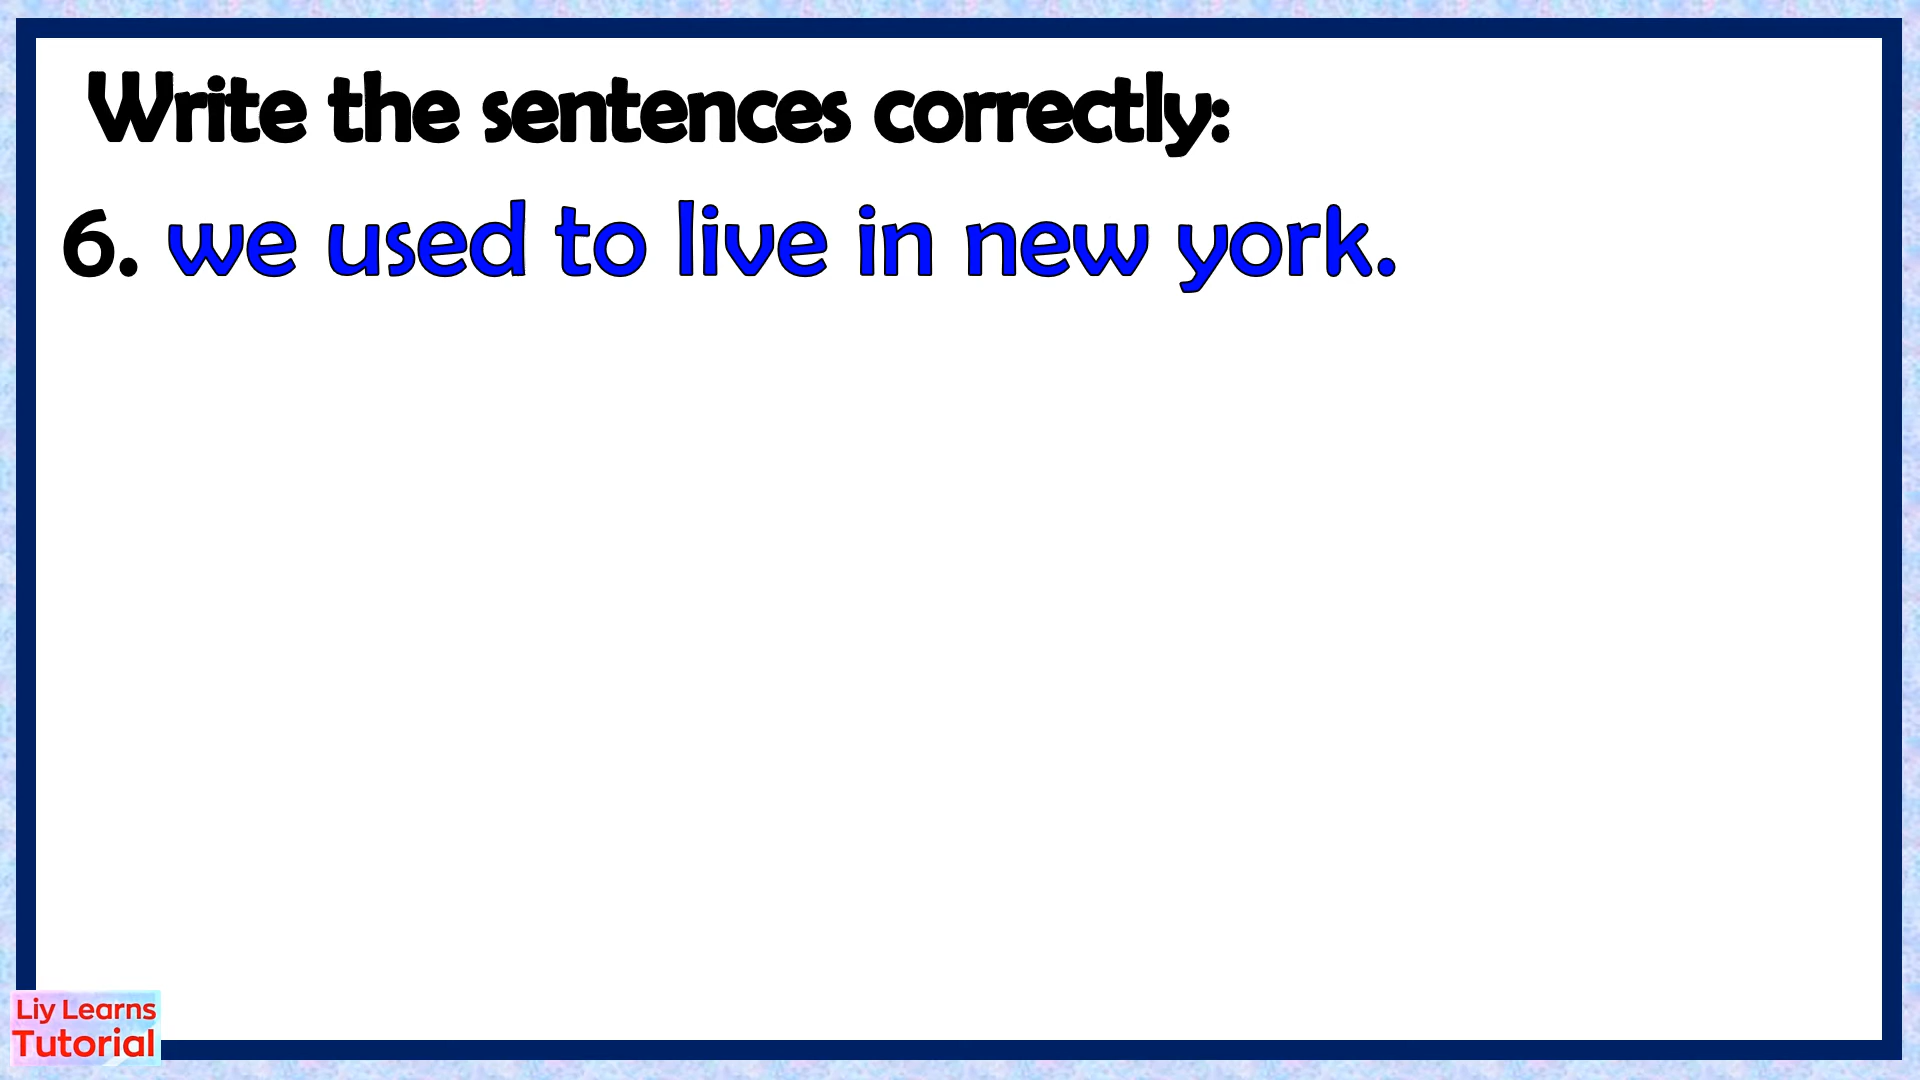 Write the sentences correctly:
6. we used to live in new york.
Liy Learns
Tutorial